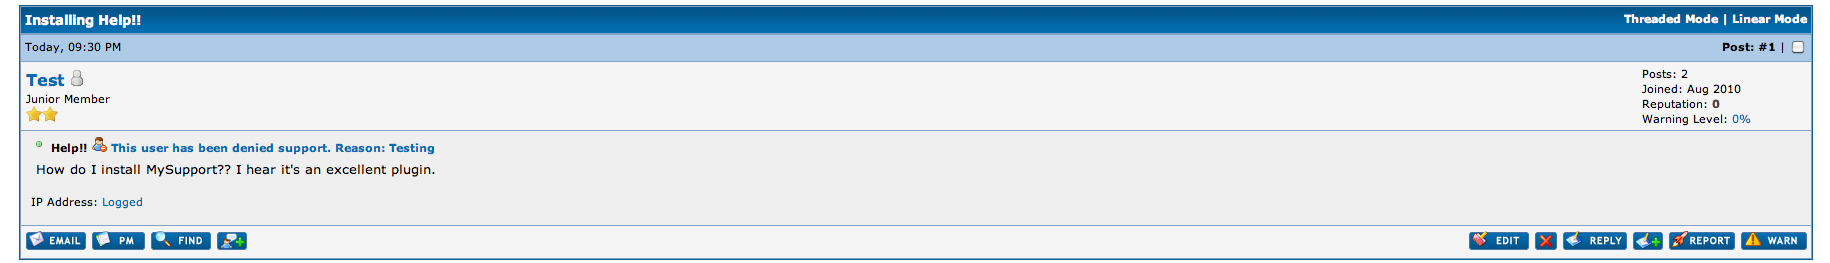 Installing Help!! Threaded Mode | Linear Mode
Today, 09:30 PM Post: #1 |
Test
Junior Member
Posts: 2
Joined: Aug 2010
Reputation: 0
Warning Level: 0%
Help!! This user has been denied support. Reason: Testing
How do I install MySupport?? I hear it's an excellent plugin.
IP Address: Logged
EMAIL PM FIND EDIT REPLY REPORT WARN